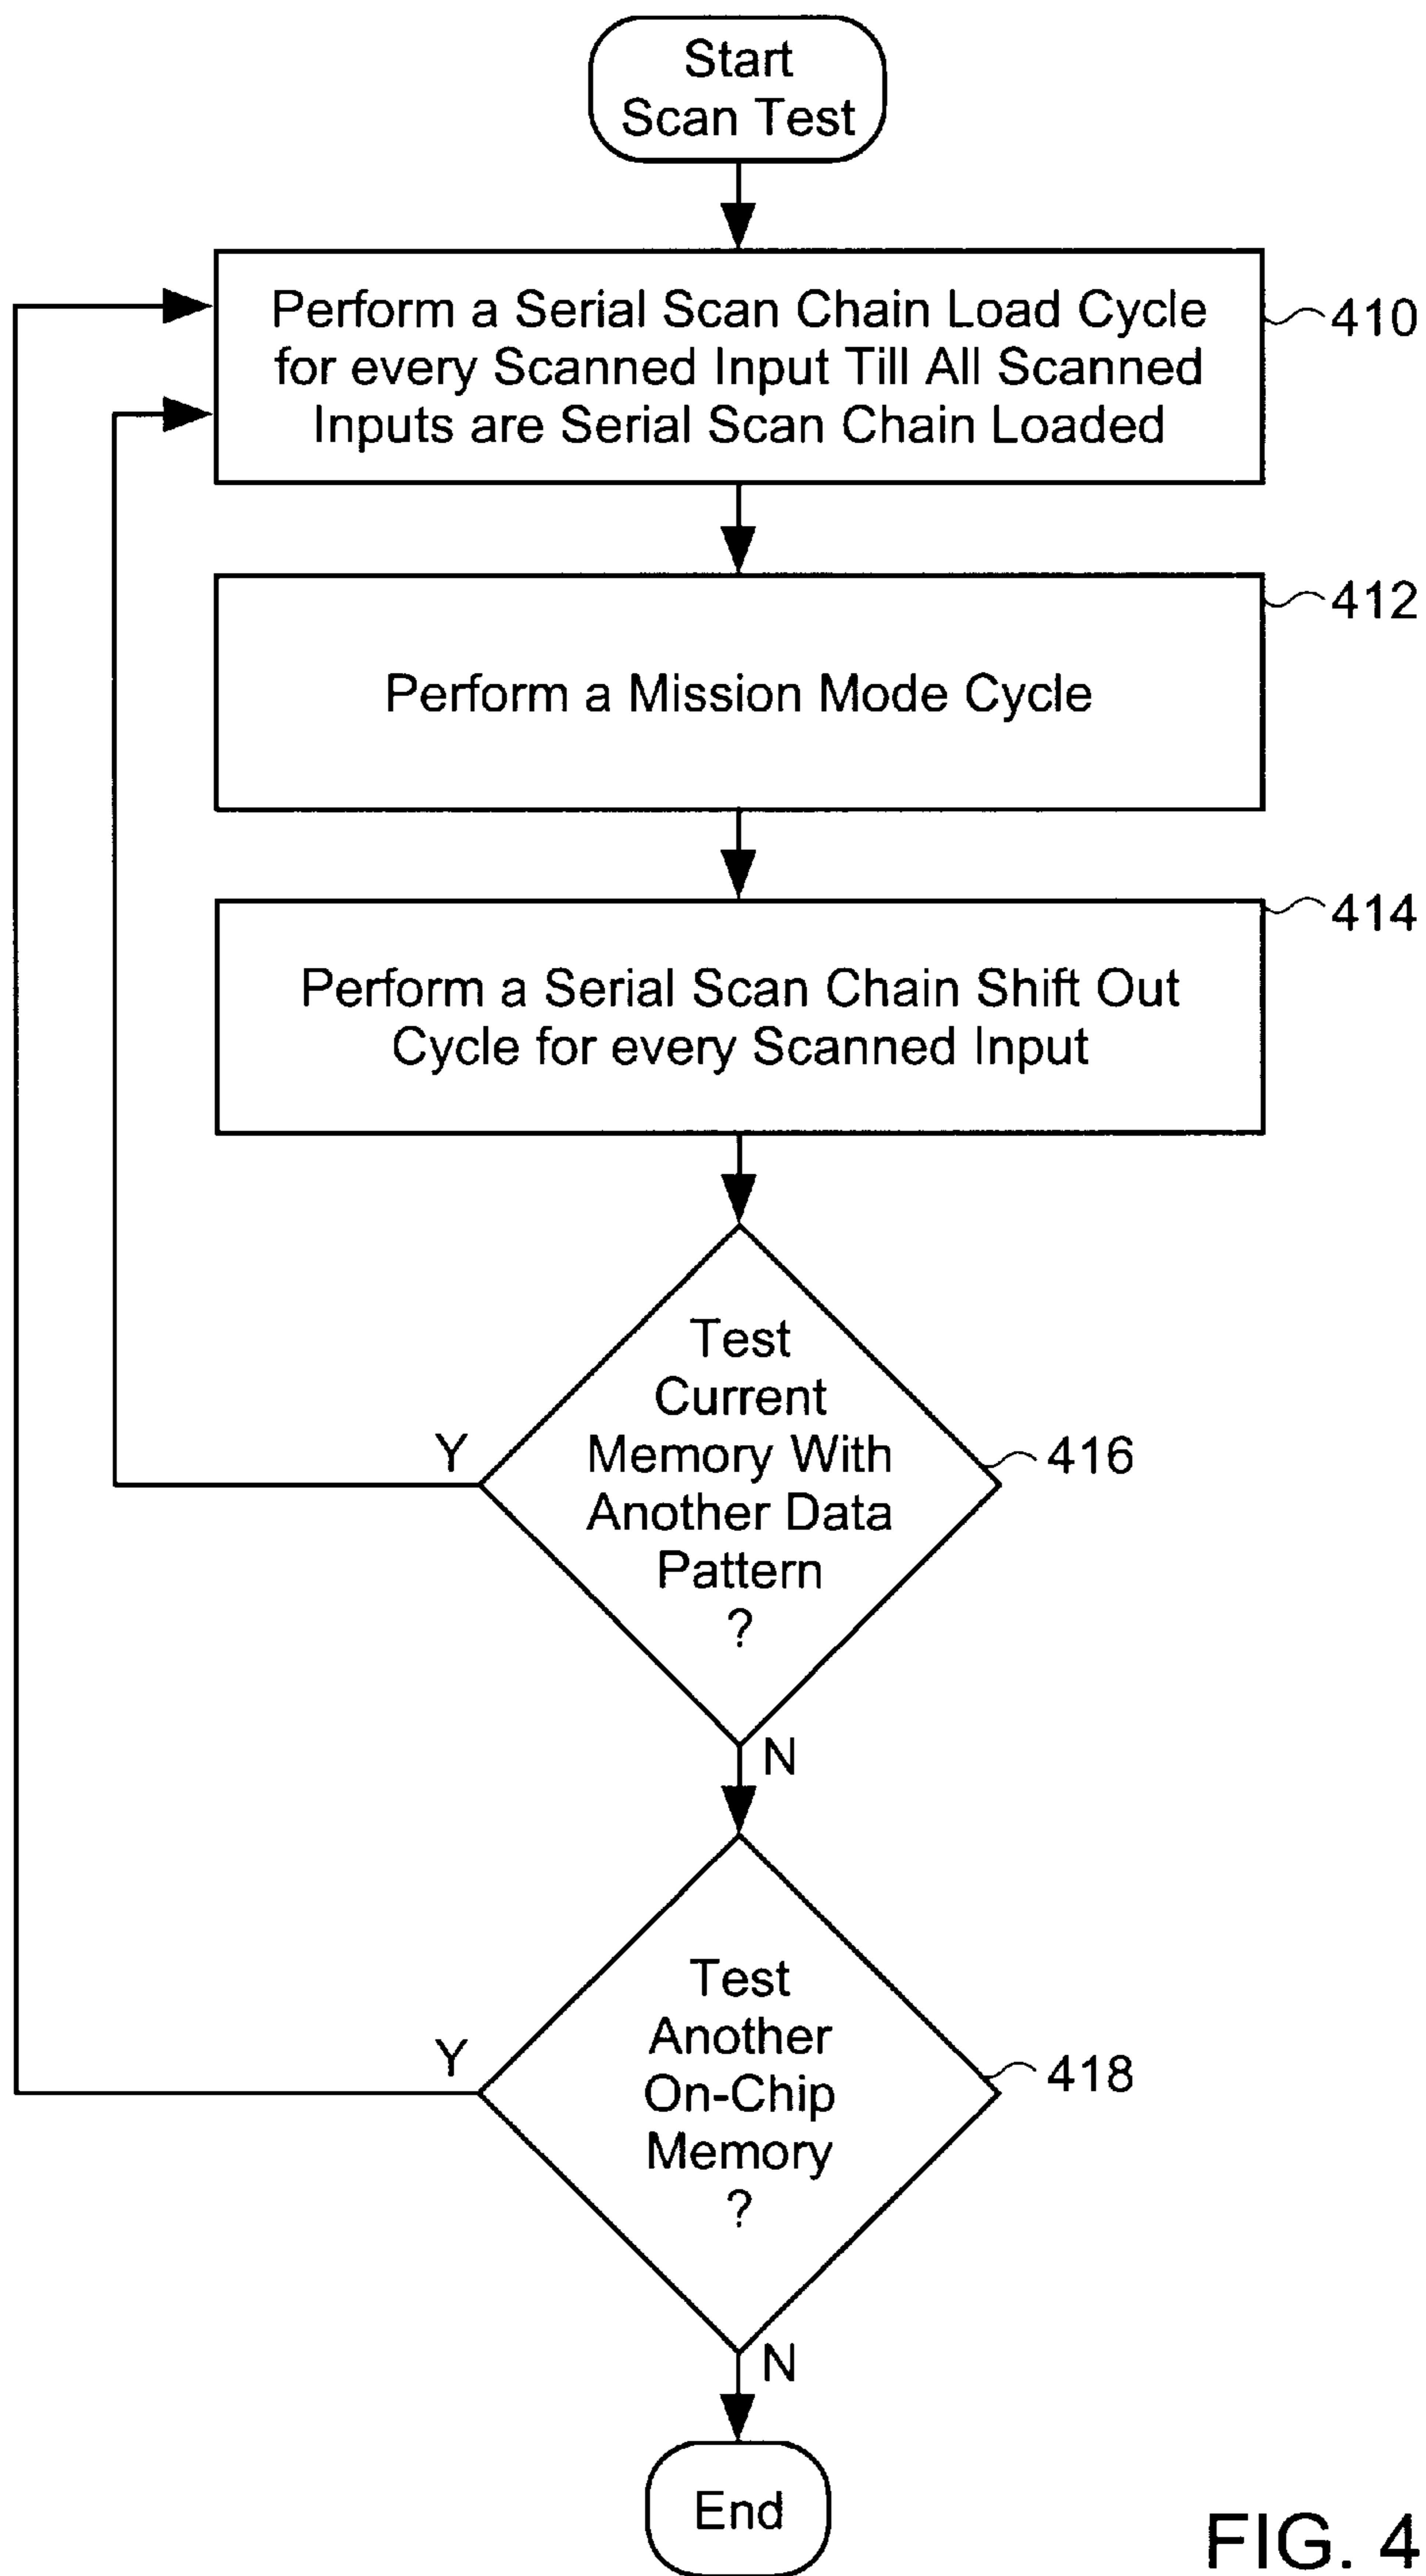 Start
Scan Test
Perform a Serial Scan Chain Load Cycle
for every Scanned Input Till All Scanned
Inputs are Serial Scan Chain Loaded
410
Perform a Mission Mode Cycle
412
Perform a Serial Scan Chain Shift Out
Cycle for every Scanned Input
414
Test
Current
Memory With
Another Data
Pattern
?
416
Y
N
Test
Another
On-Chip
Memory
?
418
Y
N
End
FIG. 4